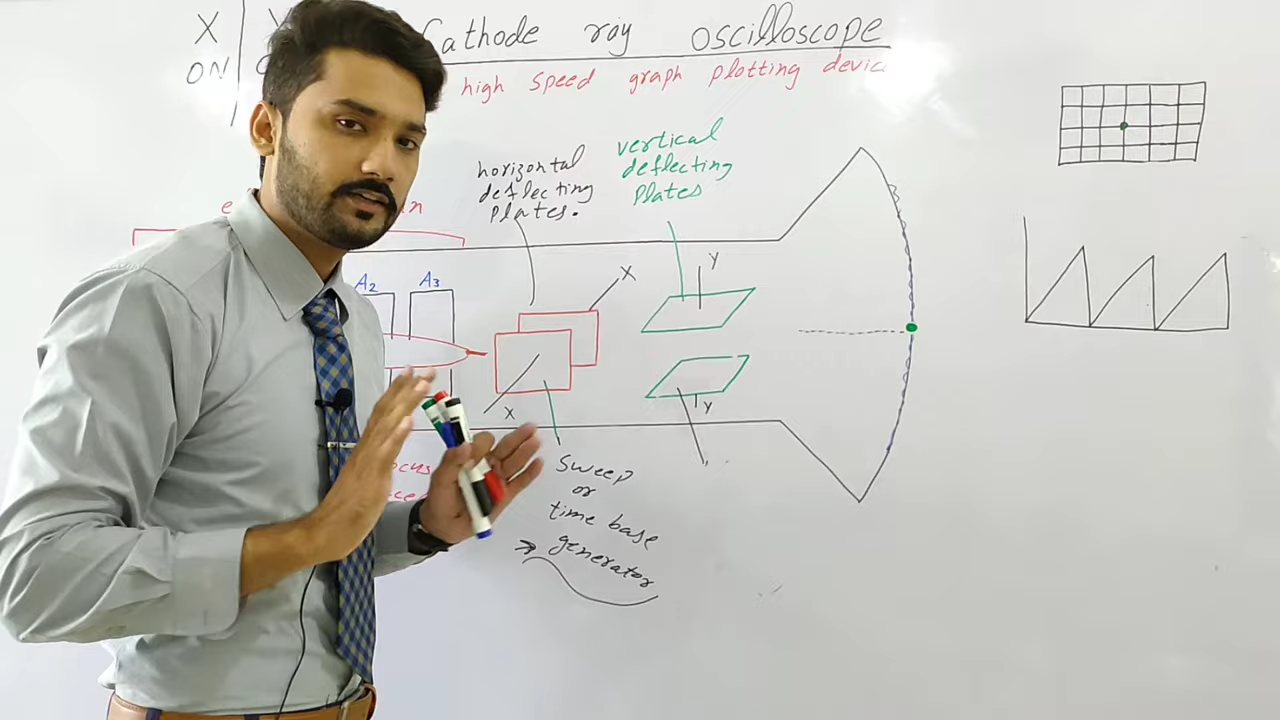 X
ON
Cathode ray oscilloscope
high speed graph plotting devic
horizontal
deflecting
plates.
vertical
deflecting
plates
A2
A3
X
X
Y
Y
sweep
or
time base
generator